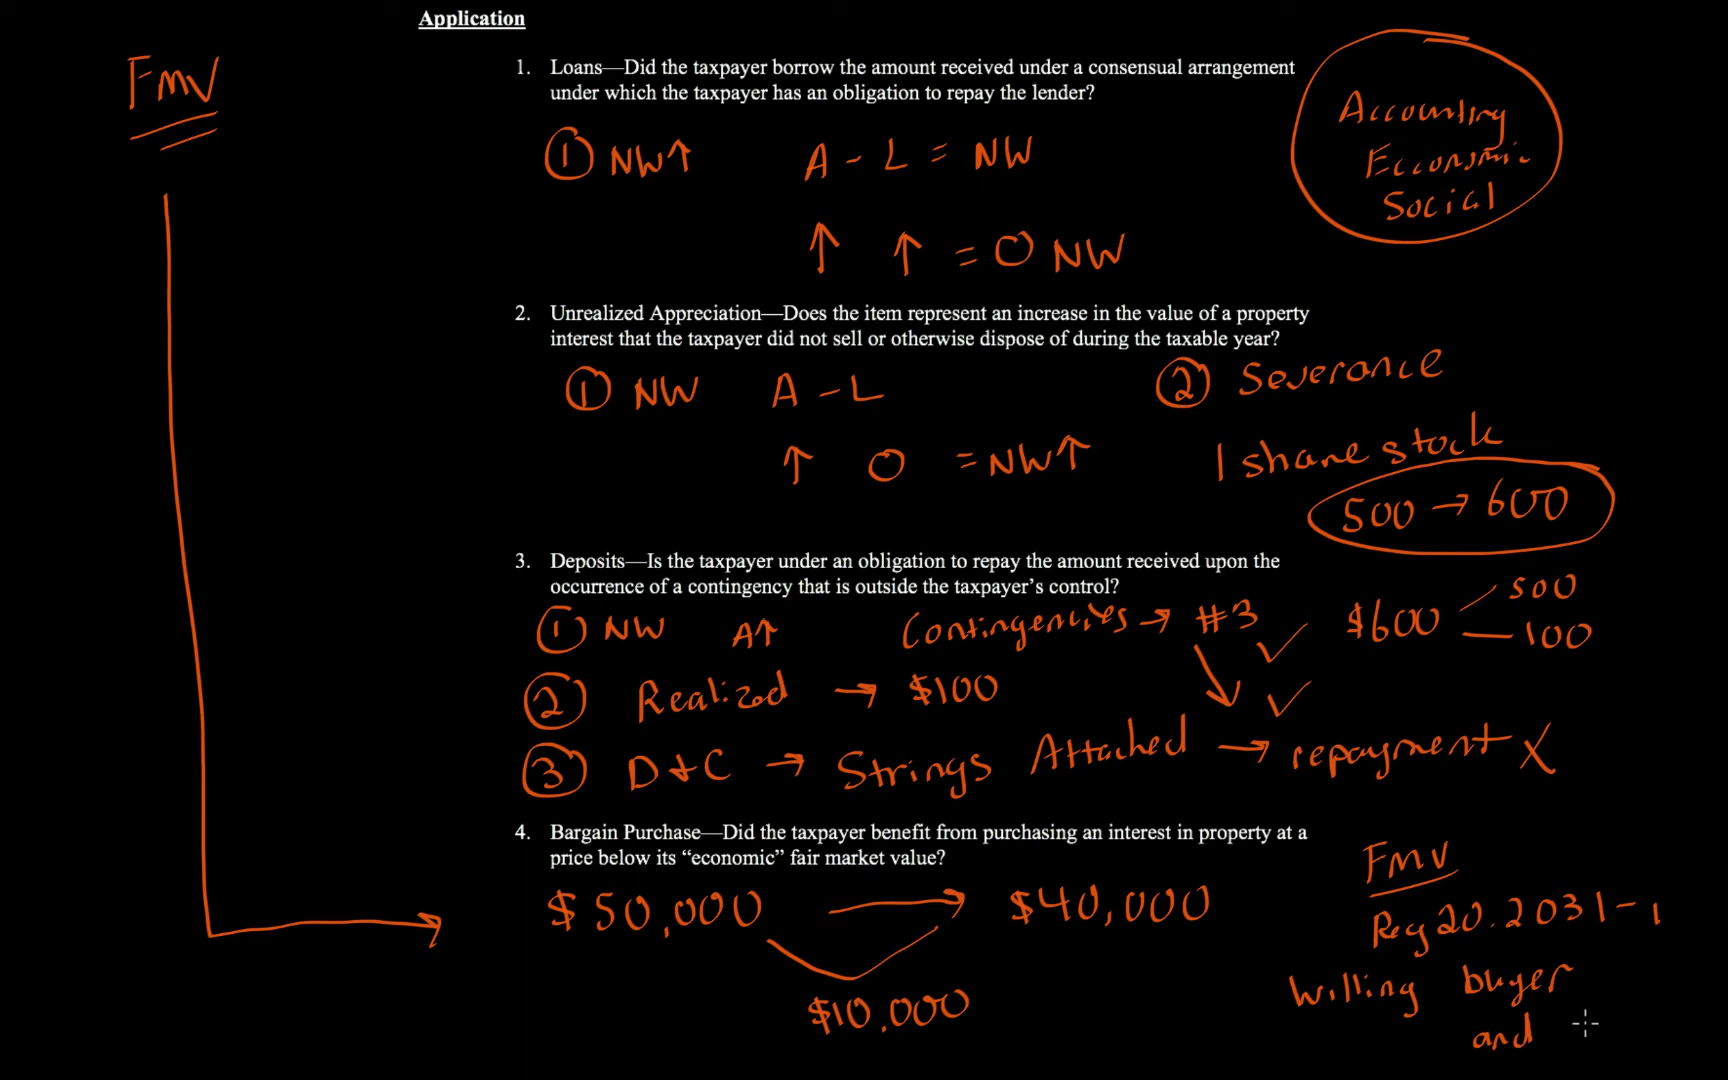 Application
FMV
1. Loans—Did the taxpayer borrow the amount received under a consensual arrangement
under which the taxpayer has an obligation to repay the lender?
Accounting
Economic
Social
① NW↑ A - L = NW
↑ ↑ = O NW
2. Unrealized Appreciation—Does the item represent an increase in the value of a property
interest that the taxpayer did not sell or otherwise dispose of during the taxable year?
① NW A - L
② Severance
↑ O = NW↑
1 share stock
500 → 600
3. Deposits—Is the taxpayer under an obligation to repay the amount received upon the
occurrence of a contingency that is outside the taxpayer's control?
① NW A↑ Contingencies → #3 ✓
$600 500
100
② Realized → $100 ✓
③ D+C → Strings Attached → repayment X
4. Bargain Purchase—Did the taxpayer benefit from purchasing an interest in property at a
price below its “economic” fair market value?
$50,000 → $40,000
$10,000
FMV
Reg 20.2031-1
Willing buyer
and